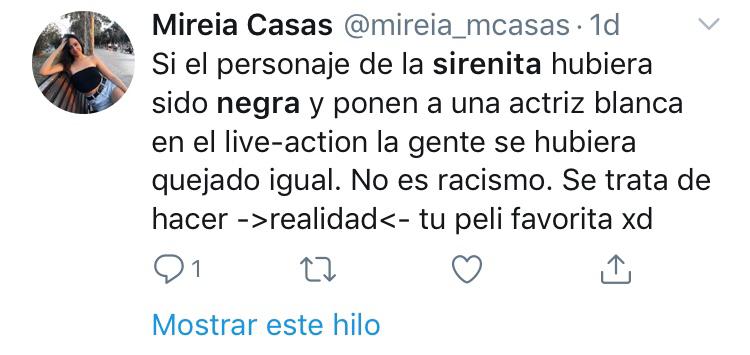 Mireia Casas @mireia_mcasas · 1d
Si el personaje de la sirenita hubiera
sido negra y ponen a una actriz blanca
en el live-action la gente se hubiera
quejado igual. No es racismo. Se trata de
hacer ->realidad<- tu peli favorita xd
1
Mostrar este hilo